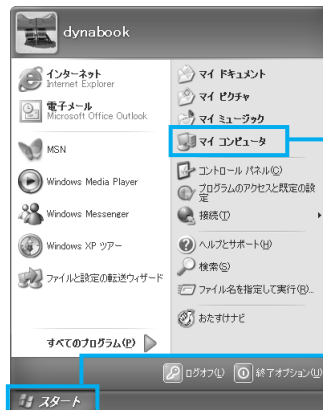 dynabook
インターネット
Internet Explorer
電子メール
Microsoft Office Outlook
MSN
Windows Media Player
Windows Messenger
Windows XP ツアー
ファイルと設定の転送ウィザード
すべてのプログラム(P)
マイ ドキュメント
マイ ピクチャ
マイ ミュージック
マイ コンピュータ
コントロール パネル(C)
プログラムのアクセスと既定の設
定
接続(T)
ヘルプとサポート(H)
検索(S)
ファイル名を指定して実行(R)...
おたすけナビ
ログオフ(L)
終了オプション(U)
スタート